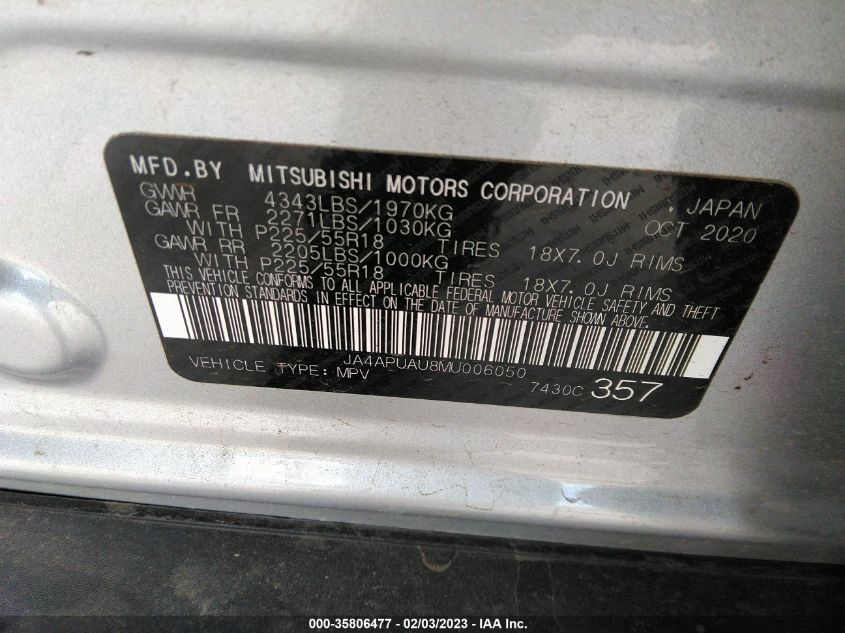 MFD.BY MITSUBISHI MOTORS CORPORATION , JAPAN
GVWR 4343LBS/1970KG OCT 2020
GAWR FR 2271LBS/1030KG
WITH P225/55R18 TIRES 18X7.0J RIMS
GAWR RR 2205LBS/1000KG
WITH P225/55R18 TIRES 18X7.0J RIMS
THIS VEHICLE CONFORMS TO ALL APPLICABLE FEDERAL MOTOR VEHICLE SAFETY AND THEFT
PREVENTION STANDARDS IN EFFECT ON THE DATE OF MANUFACTURE SHOWN ABOVE.
JA4APUAU8MU006050
VEHICLE TYPE: MPV 7430C 357
000-35806477 - 02/03/2023 - IAA Inc.